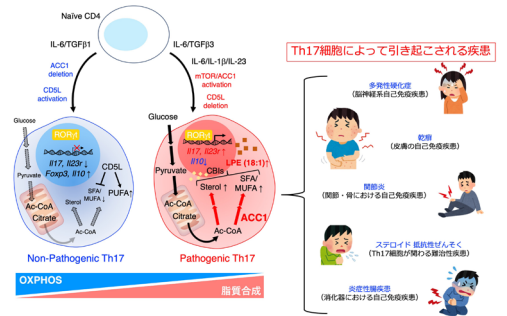 Naïve CD4
IL-6/TGFβ1
IL-6/TGFβ3
IL-6/IL-1β/IL-23
ACC1
deletion
CD5L
activation
mTOR/ACC1
activation
CD5L
deletion
Glucose
Pyruvate
Ac-CoA
Citrate
RORγt
Il17, Il23r↓
Foxp3, Il10↑
CD5L
Sterol
SFA/
MUFA↓
PUFA↑
Ac-CoA
Non-Pathogenic Th17
Glucose
Pyruvate
Ac-CoA
Citrate
RORγt
Il17, Il23r↑
Il10↓
LPE (18:1)↑
CBIs
Sterol↑
SFA/
MUFA↑
Ac-CoA
ACC1
Pathogenic Th17
OXPHOS
脂質合成
Th17細胞によって引き起こされる疾患
多発性硬化症
(脳神経系自己免疫疾患)
乾癬
(皮膚の自己免疫疾患)
関節炎
(関節・骨における自己免疫疾患)
ステロイド 抵抗性ぜんそく
(Th17細胞が関わる難治性疾患)
炎症性腸疾患
(消化器における自己免疫疾患)